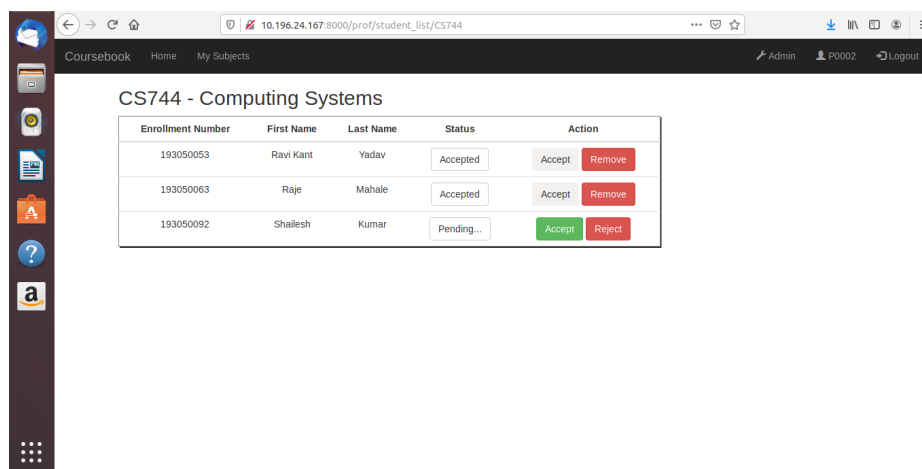 10.196.24.167:8000/prof/student_list/CS744
Coursebook Home My Subjects Admin P0002 Logout
CS744 - Computing Systems
Enrollment Number First Name Last Name Status Action
193050053 Ravi Kant Yadav Accepted Accept Remove
193050063 Raje Mahale Accepted Accept Remove
193050092 Shailesh Kumar Pending... Accept Reject